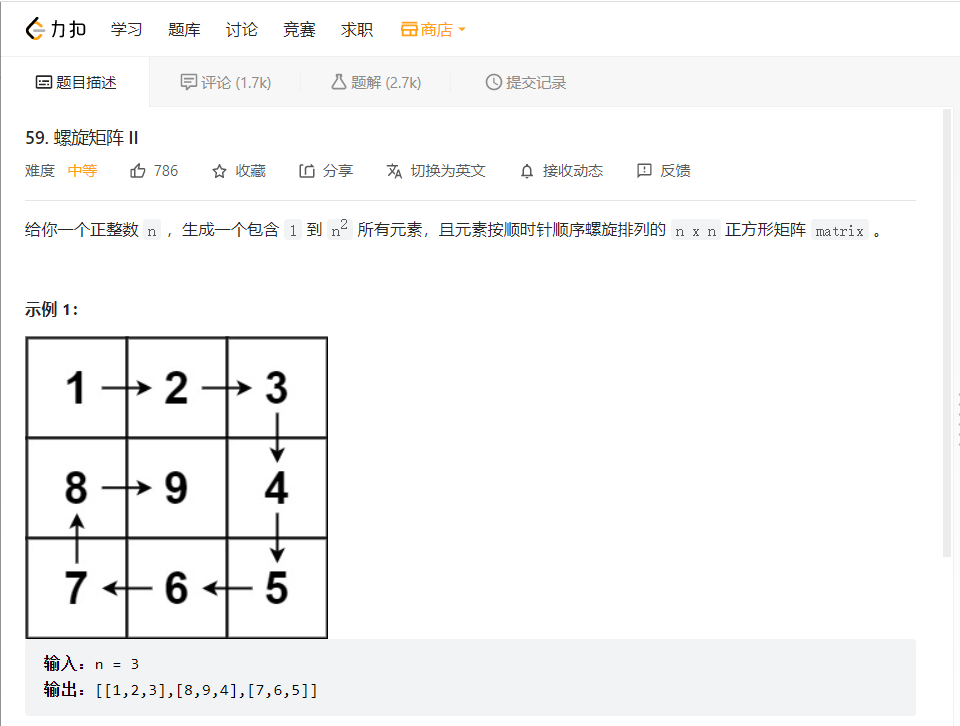 力扣 学习 题库 讨论 竞赛 求职 商店
题目描述 评论 (1.7k) 题解 (2.7k) 提交记录
59. 螺旋矩阵 II
难度 中等 786 收藏 分享 切换为英文 接收动态 反馈
给你一个正整数 n ，生成一个包含 1 到 n² 所有元素，且元素按顺时针顺序螺旋排列的 n x n 正方形矩阵 matrix 。
示例 1：
1 2 3
8 9 4
7 6 5
输入：n = 3
输出：[[1,2,3],[8,9,4],[7,6,5]]